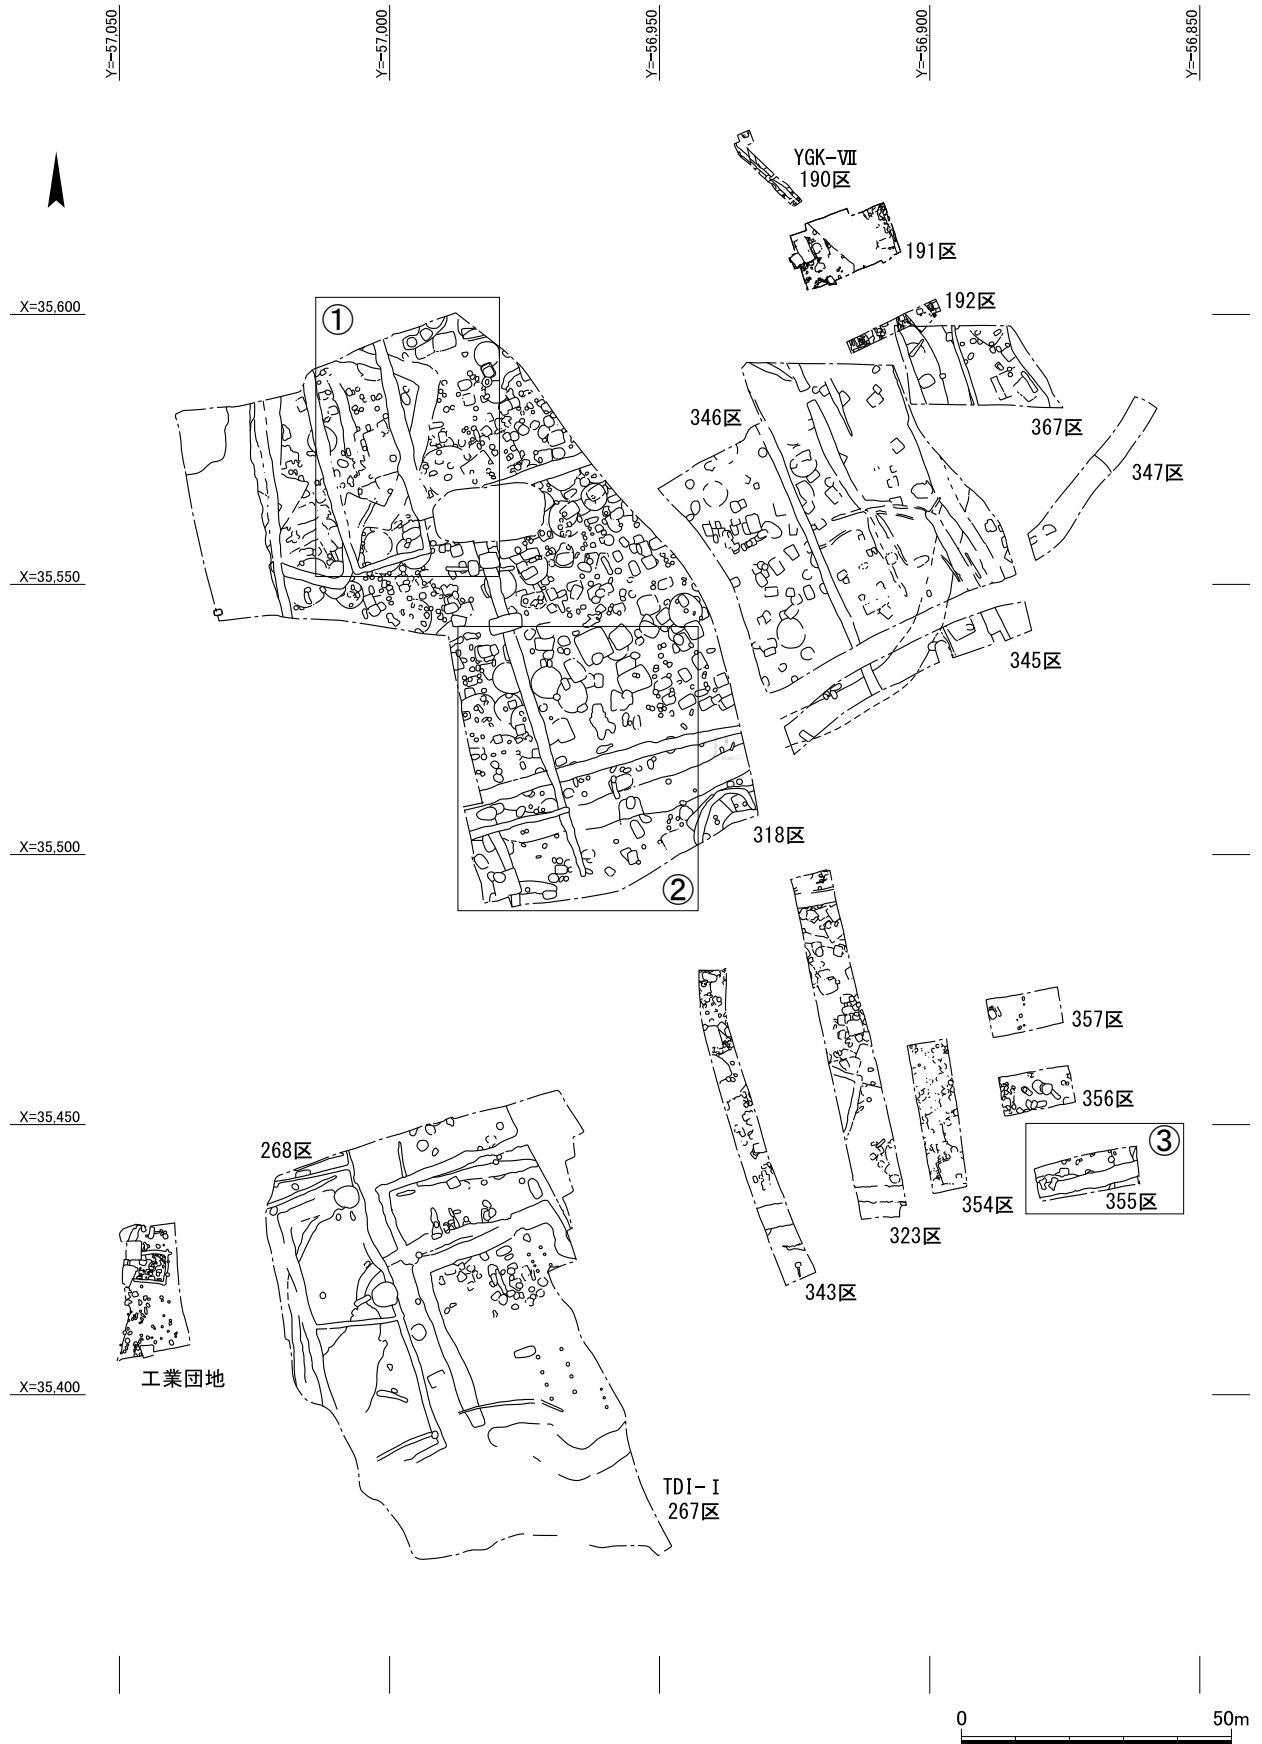 Y=-57,050
Y=-57,000
Y=-56,950
Y=-56,900
Y=-56,850
YGK-Ⅶ
190区
191区
192区
X=35,600
①
346区
367区
347区
X=35,550
345区
318区
X=35,500
②
357区
356区
X=35,450
③
268区
355区
354区
323区
343区
工業団地
X=35,400
TDI-Ⅰ
267区
0 50m